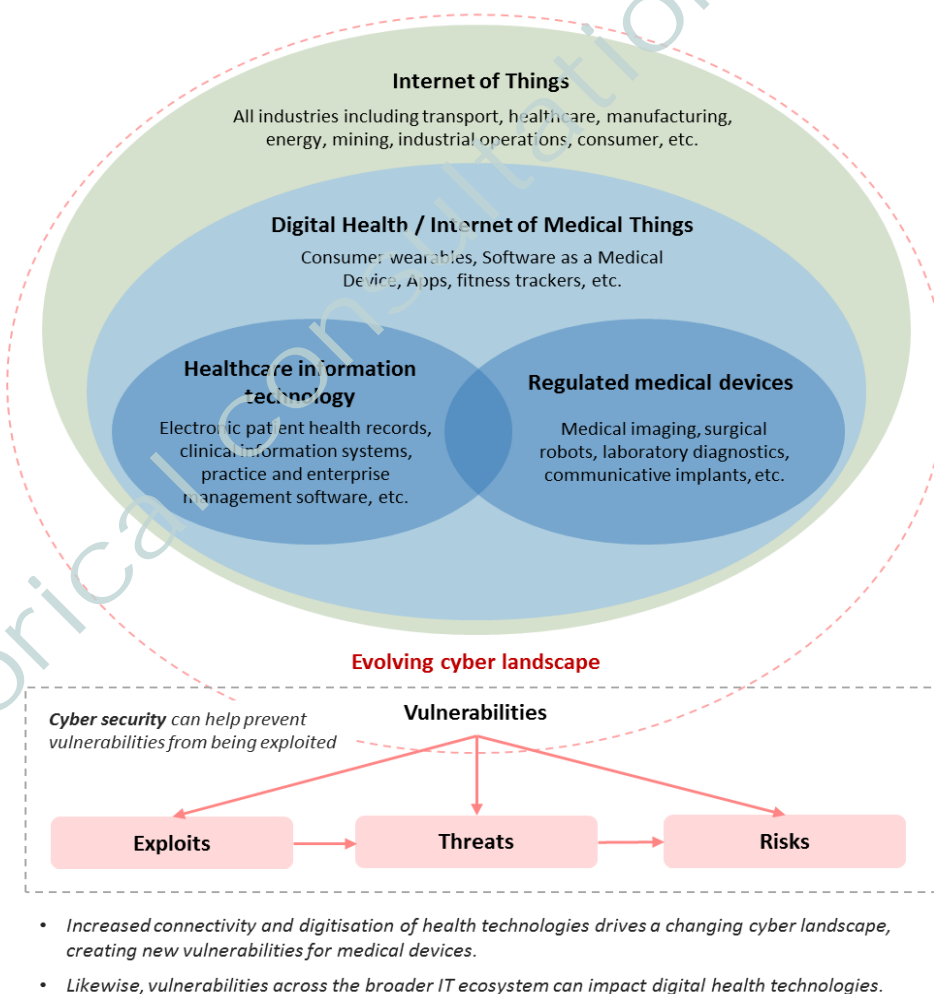 Internet of Things
All industries including transport, healthcare, manufacturing,
energy, mining, industrial operations, consumer, etc.
Digital Health / Internet of Medical Things
Consumer wearables, Software as a Medical
Device, Apps, fitness trackers, etc.
Healthcare information
technology
Electronic patient health records,
clinical information systems,
practice and enterprise
management software, etc.
Regulated medical devices
Medical imaging, surgical
robots, laboratory diagnostics,
communicative implants, etc.
Evolving cyber landscape
Cyber security can help prevent
vulnerabilities from being exploited
Vulnerabilities
Exploits
Threats
Risks
• Increased connectivity and digitisation of health technologies drives a changing cyber landscape,
creating new vulnerabilities for medical devices.
• Likewise, vulnerabilities across the broader IT ecosystem can impact digital health technologies.